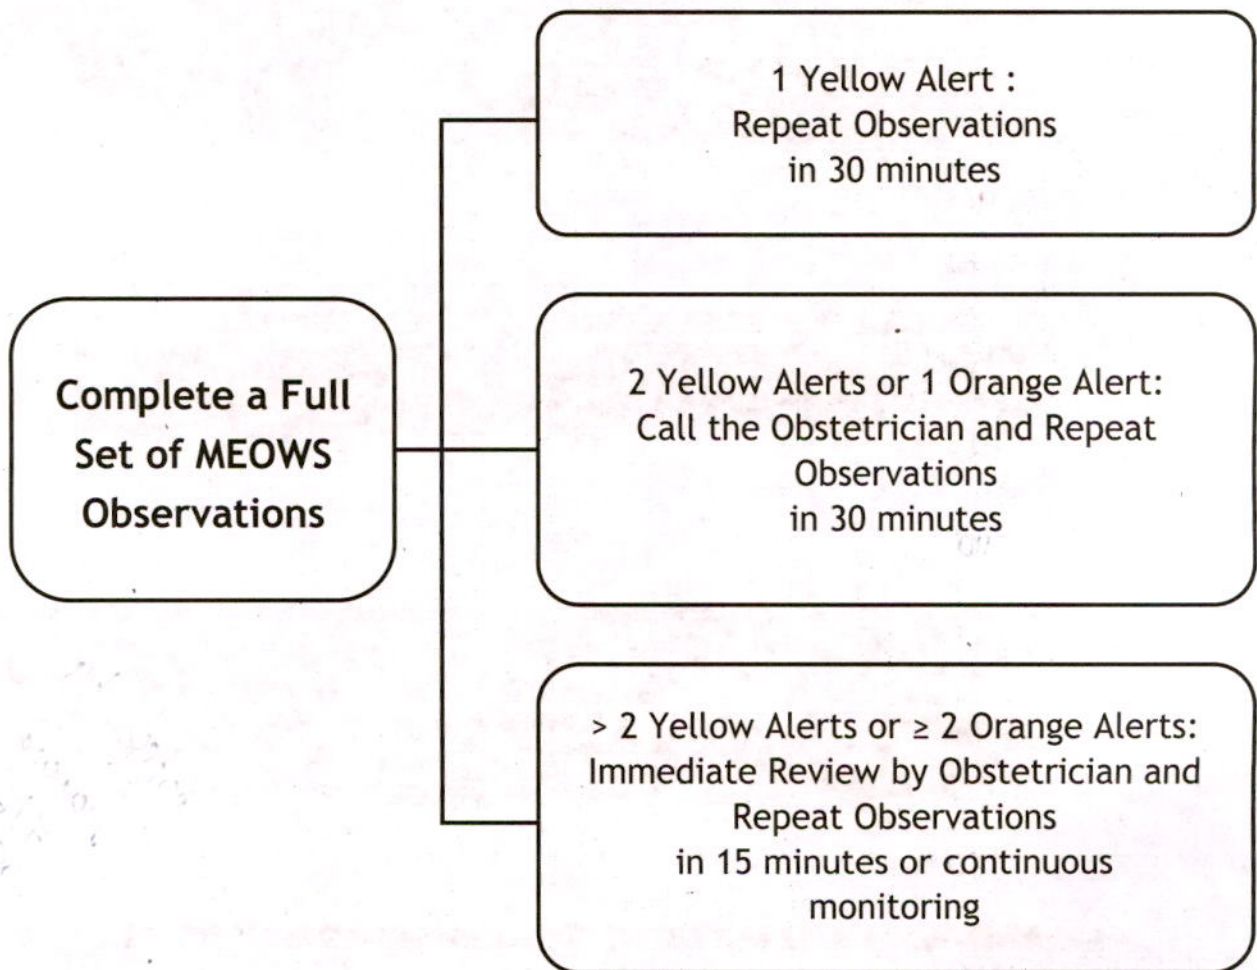 Complete a Full
Set of MEOWS
Observations
1 Yellow Alert :
Repeat Observations
in 30 minutes
2 Yellow Alerts or 1 Orange Alert:
Call the Obstetrician and Repeat
Observations
in 30 minutes
> 2 Yellow Alerts or ≥ 2 Orange Alerts:
Immediate Review by Obstetrician and
Repeat Observations
in 15 minutes or continuous
monitoring